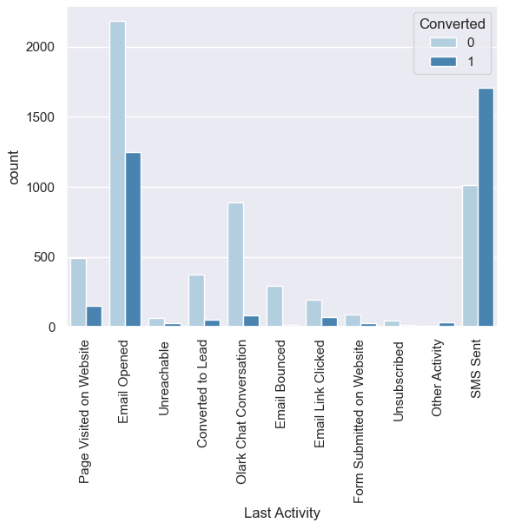 Converted
0
1
2000
1500
1000
500
0
count
Page Visited on Website
Email Opened
Unreachable
Converted to Lead
Olark Chat Conversation
Email Bounced
Email Link Clicked
Form Submitted on Website
Unsubscribed
Other Activity
SMS Sent
Last Activity